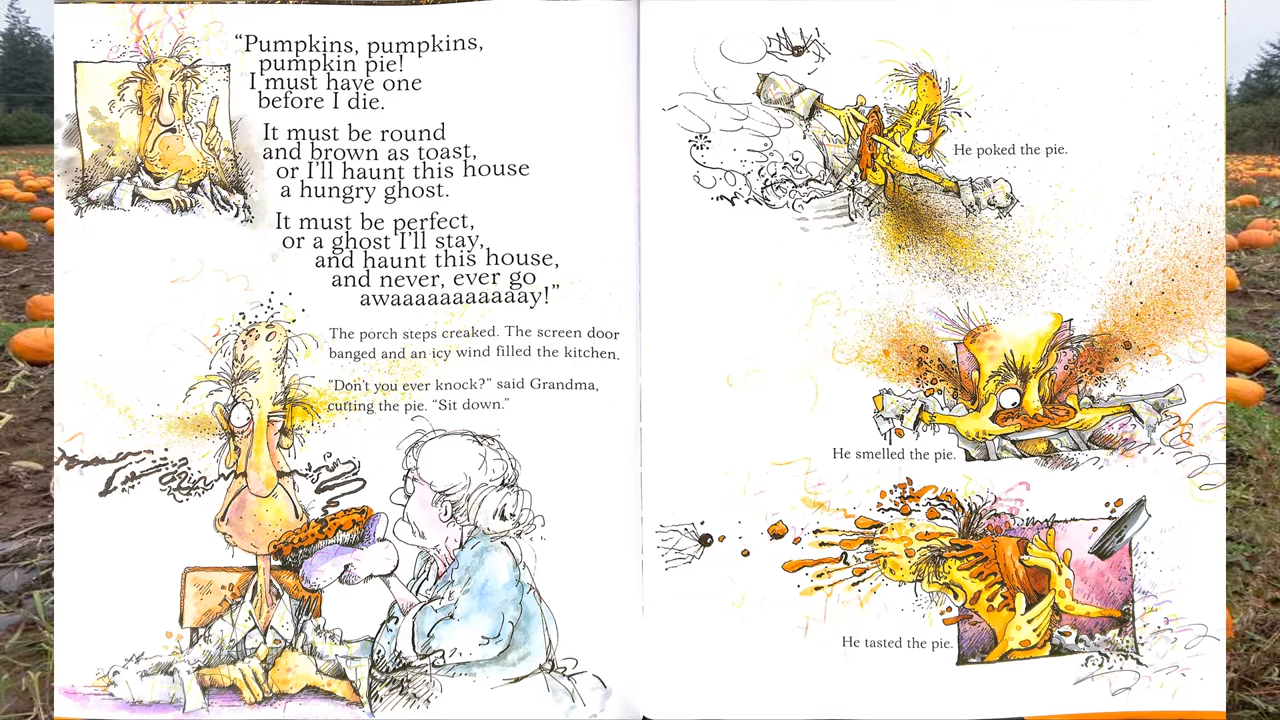 “Pumpkins, pumpkins,
pumpkin pie!
I must have one
before I die.
It must be round
and brown as toast,
or I'll haunt this house
a hungry ghost.
It must be perfect,
or a ghost I'll stay,
and haunt this house,
and never, ever go
awaaaaaaaaaaay!”
The porch steps creaked. The screen door
banged and an icy wind filled the kitchen.
“Don't you ever knock?” said Grandma,
cutting the pie. “Sit down.”
He poked the pie.
He smelled the pie.
He tasted the pie.